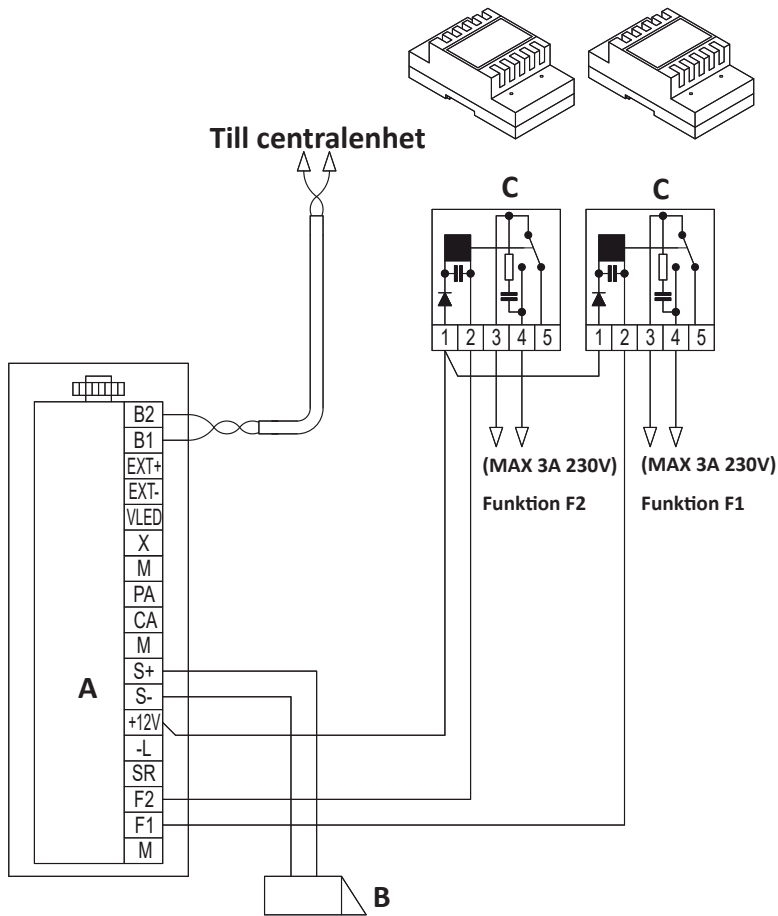 Till centralenhet
C
C
1 2 3 4 5
1 2 3 4 5
(MAX 3A 230V)
Funktion F2
(MAX 3A 230V)
Funktion F1
A
B2
B1
EXT+
EXT-
VLED
X
M
PA
CA
M
S+
S-
+12V
-L
SR
F2
F1
M
B